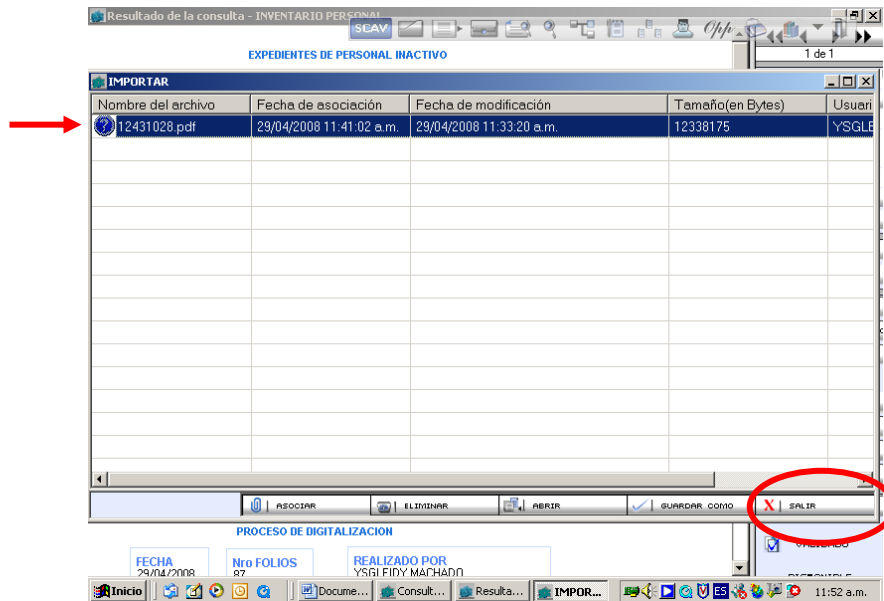 Resultado de la consulta - INVENTARIO PERSONAL
SCAV
Opp
EXPEDIENTES DE PERSONAL INACTIVO
1 de 1
IMPORTAR
Nombre del archivo Fecha de asociación Fecha de modificación Tamaño(en Bytes) Usuari
12431028.pdf 29/04/2008 11:41:02 a.m. 29/04/2008 11:33:20 a.m. 12338175 YSGLE
ASOCIAR ELIMINAR ABRIR GUARDAR COMO X SALIR
PROCESO DE DIGITALIZACION
FECHA Nro FOLIOS REALIZADO POR
29/04/2008 97 YSGLEIDY MACHADO
Inicio Docume... Consult... Resulta... IMPOR... ES 11:52 a.m.